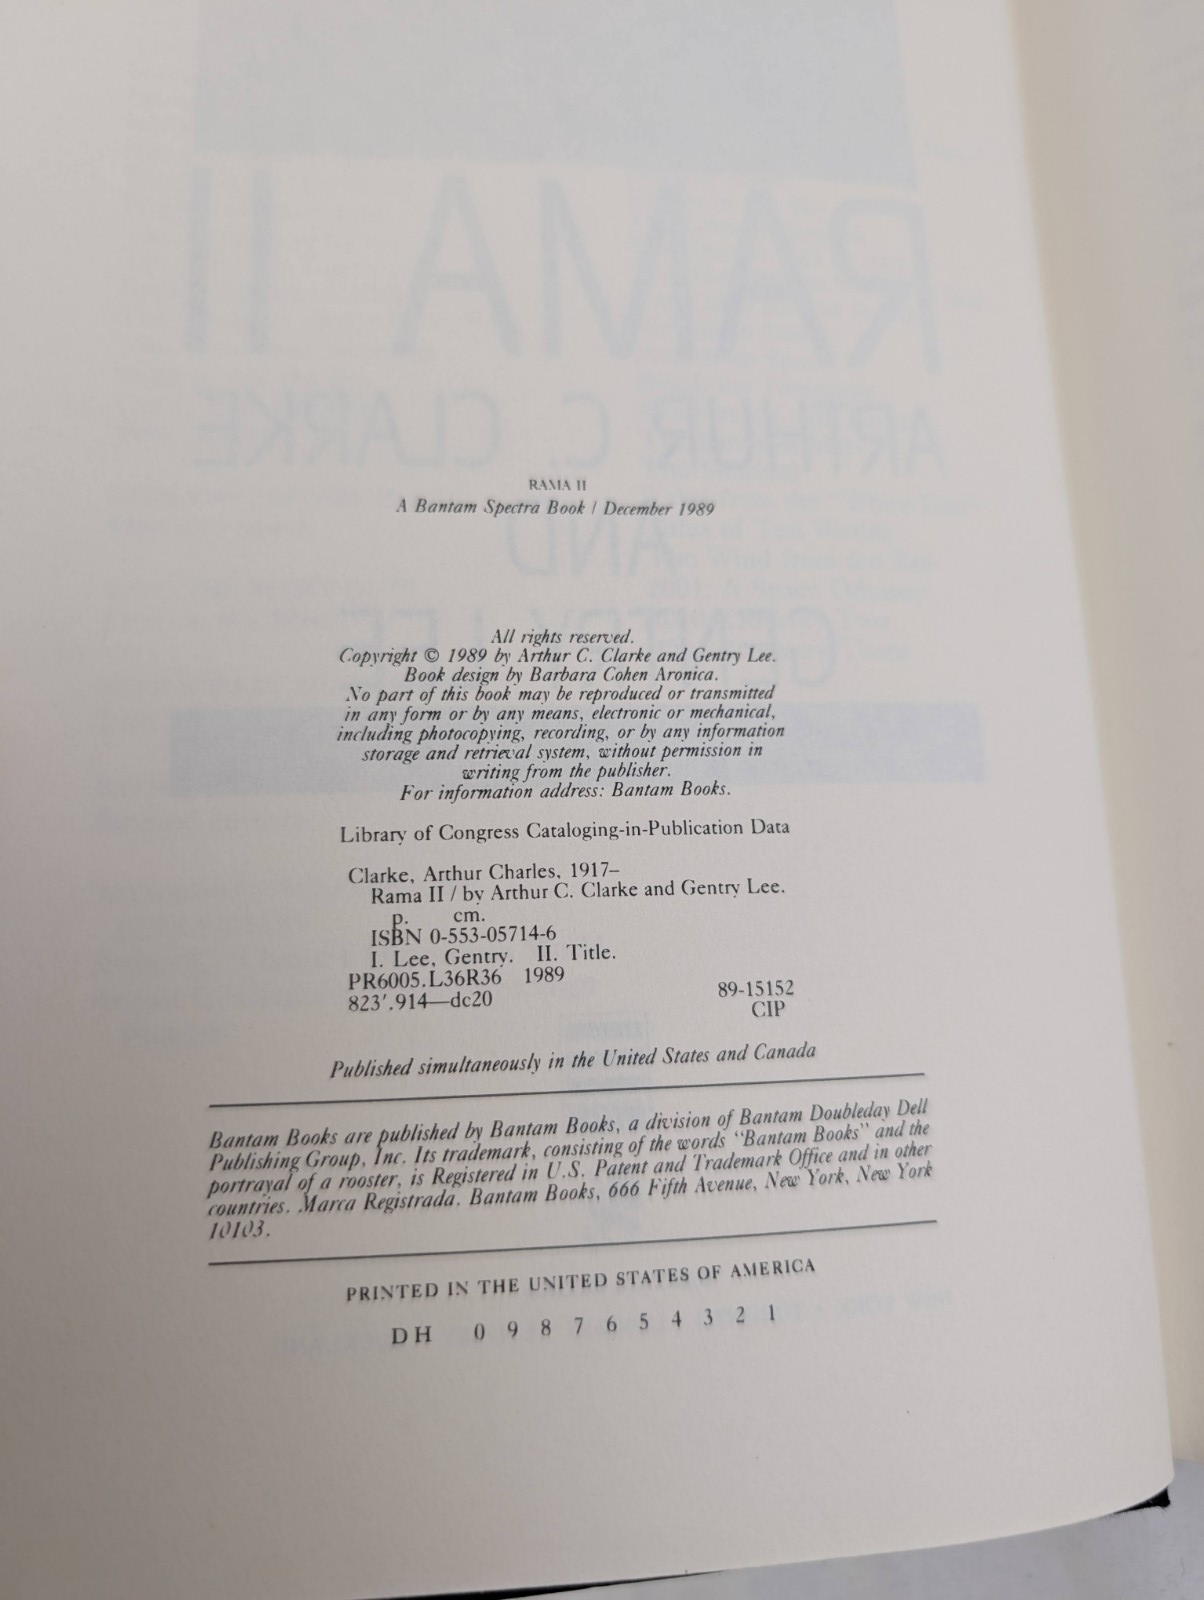 RAMA II
A Bantam Spectra Book / December 1989
All rights reserved.
Copyright © 1989 by Arthur C. Clarke and Gentry Lee.
Book design by Barbara Cohen Aronica.
No part of this book may be reproduced or transmitted
in any form or by any means, electronic or mechanical,
including photocopying, recording, or by any information
storage and retrieval system, without permission in
writing from the publisher.
For information address: Bantam Books.
Library of Congress Cataloging-in-Publication Data
Clarke, Arthur Charles, 1917–
Rama II / by Arthur C. Clarke and Gentry Lee.
p. cm.
ISBN 0-553-05714-6
I. Lee, Gentry. II. Title.
PR6005.L36R36 1989
823'.914—dc20
89-15152
CIP
Published simultaneously in the United States and Canada
Bantam Books are published by Bantam Books, a division of Bantam Doubleday Dell
Publishing Group, Inc. Its trademark, consisting of the words "Bantam Books" and the
portrayal of a rooster, is Registered in U.S. Patent and Trademark Office and in other
countries. Marca Registrada. Bantam Books, 666 Fifth Avenue, New York, New York
10103.
PRINTED IN THE UNITED STATES OF AMERICA
DH 0 9 8 7 6 5 4 3 2 1